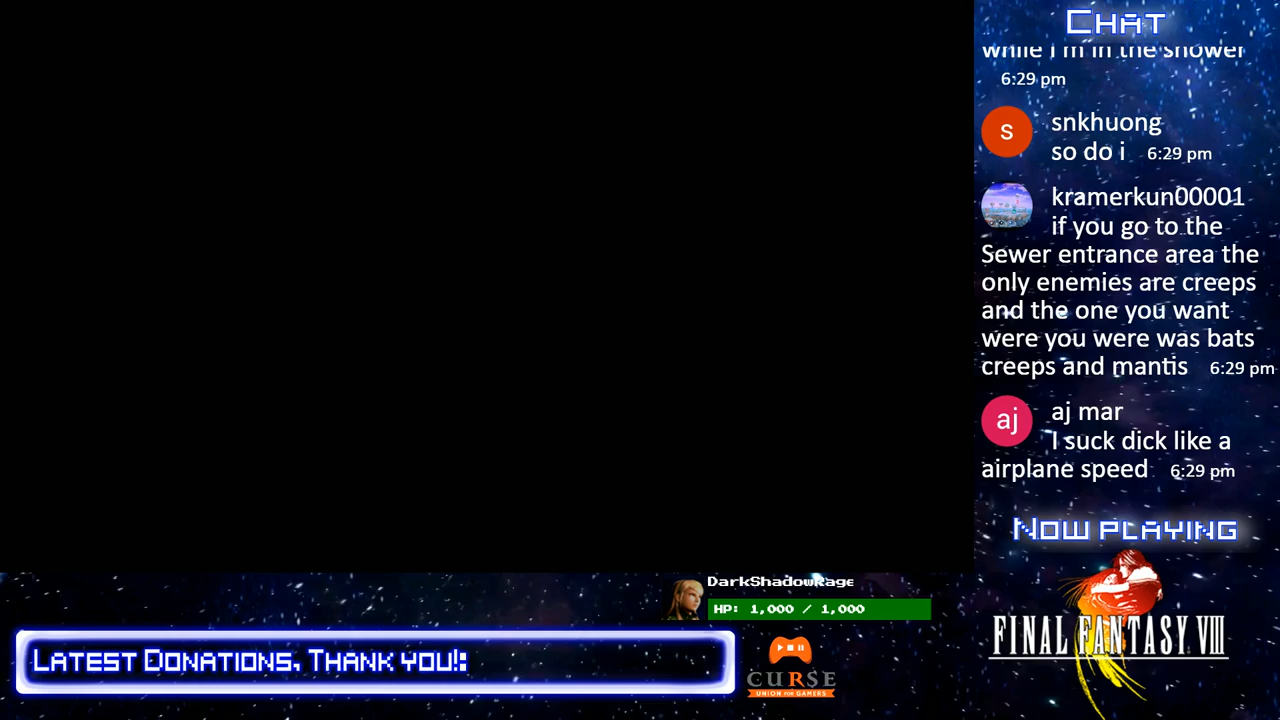 CHAT
while I'm in the shower
6:29 pm
s
snkhuong
so do i 6:29 pm
kramerkun00001
if you go to the
Sewer entrance area the
only enemies are creeps
and the one you want
were you were was bats
creeps and mantis 6:29 pm
aj
aj mar
I suck dick like a
airplane speed 6:29 pm
NOW PLAYING
FINAL FANTASY VIII
DarkShadowRage
HP: 1,000 / 1,000
LATEST DONATIONS, THANK YOU!:
CURSE
UNION FOR GAMERS